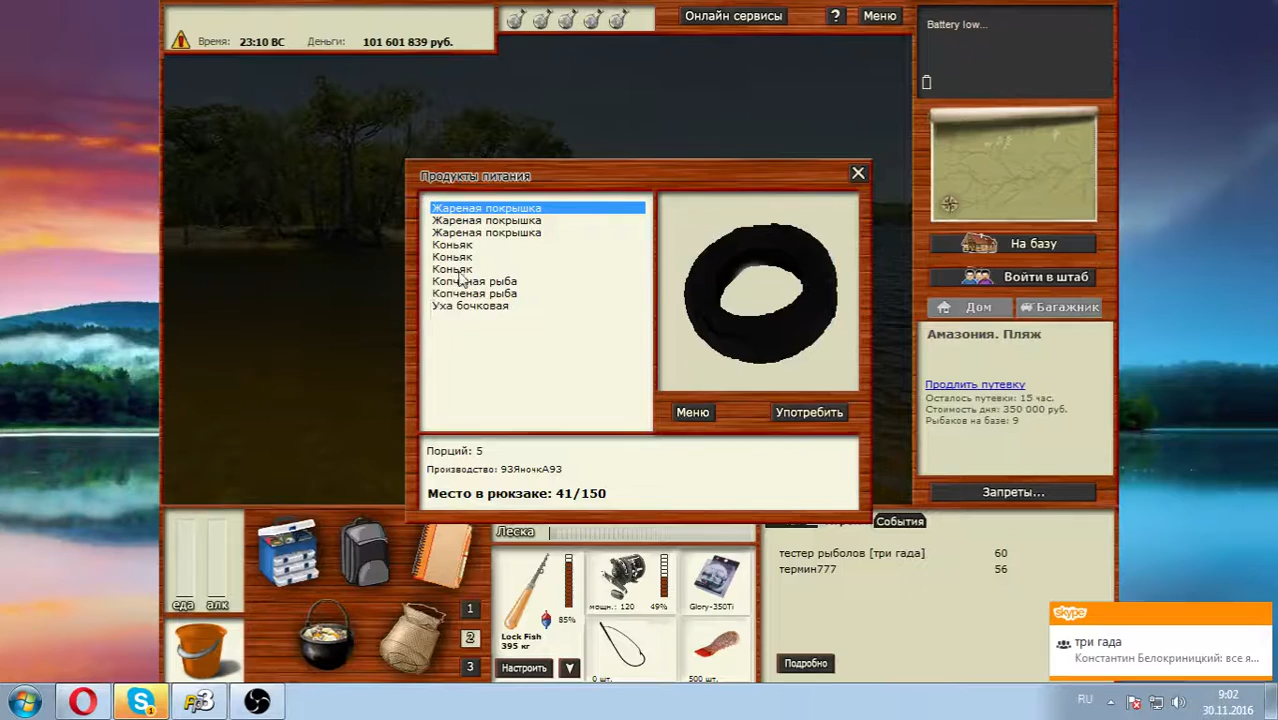 Время: 23:10 ВС Деньги: 101 601 839 руб.
Онлайн сервисы
?
Меню
Battery low...
Продукты питания
Жареная покрышка
Жареная покрышка
Жареная покрышка
Коньяк
Коньяк
Коньяк
Копченая рыба
Копченая рыба
Уха бочковая
Меню
Употребить
Порций: 5
Производство: 93ЯночкА93
Место в рюкзаке: 41/150
На базу
Войти в штаб
Дом
Багажник
Амазония. Пляж
Продлить путевку
Осталось путевки: 15 час.
Стоимость дня: 350 000 руб.
Рыбаков на базе: 9
Запреты...
еда алк
1
2
3
Леска
Lock Fish
395 кг
85%
мощн.: 120 49%
Glory-350Ti
Настроить
0 шт.
500 шт.
События
тестер рыболов [три гада] 60
термин777 56
Подробно
skype
три гада
Константин Белокриницкий: все я...
RU
9:02
30.11.2016